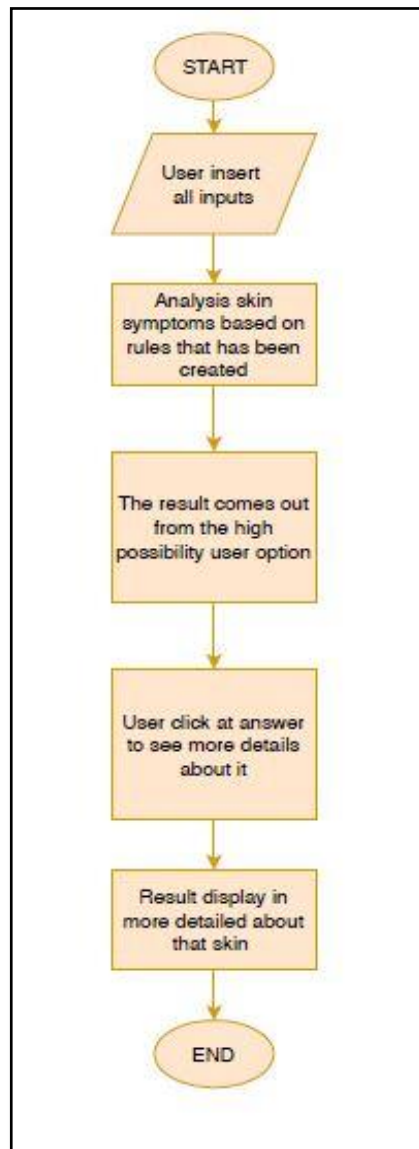 START
User insert
all inputs
Analysis skin
symptoms based on
rules that has been
created
The result comes out
from the high
possibility user option
User click at answer
to see more details
about it
Result display in
more detailed about
that skin
END